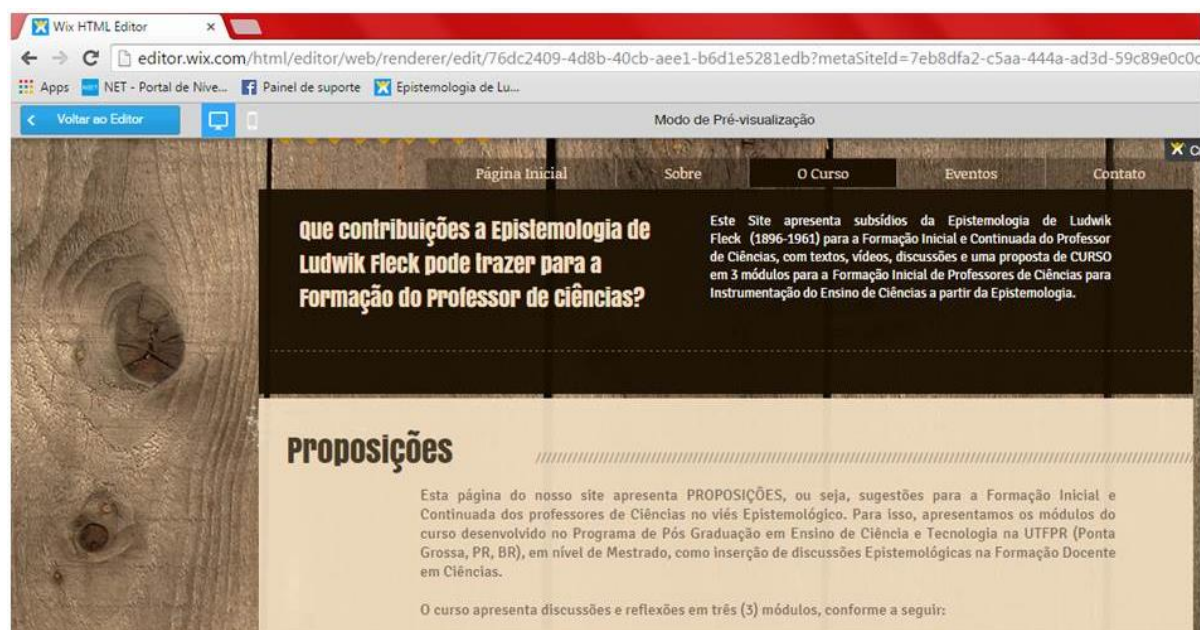 Wix HTML Editor
editor.wix.com/html/editor/web/renderer/edit/76dc2409-4d8b-40cb-aee1-b6d1e5281edb?metaSiteId=7eb8dfa2-c5aa-444a-ad3d-59c89e0c0c
Apps NET - Portal de Nive... Painel de suporte Epistemologia de Lu...
Voltar ao Editor Modo de Pré-visualização
Página Inicial Sobre O Curso Eventos Contato
Que contribuições a Epistemologia de
Ludwik Fleck pode trazer para a
Formação do Professor de Ciências?
Este Site apresenta subsídios da Epistemologia de Ludwik
Fleck (1896-1961) para a Formação Inicial e Continuada do Professor
de Ciências, com textos, vídeos, discussões e uma proposta de CURSO
em 3 módulos para a Formação Inicial de Professores de Ciências para
Instrumentação do Ensino de Ciências a partir da Epistemologia.
Proposições
Esta página do nosso site apresenta PROPOSIÇÕES, ou seja, sugestões para a Formação Inicial e
Continuada dos professores de Ciências no viés Epistemológico. Para isso, apresentamos os módulos do
curso desenvolvido no Programa de Pós Graduação em Ensino de Ciência e Tecnologia na UTFPR (Ponta
Grossa, PR, BR), em nível de Mestrado, como inserção de discussões Epistemológicas na Formação Docente
em Ciências.
O curso apresenta discussões e reflexões em três (3) módulos, conforme a seguir: